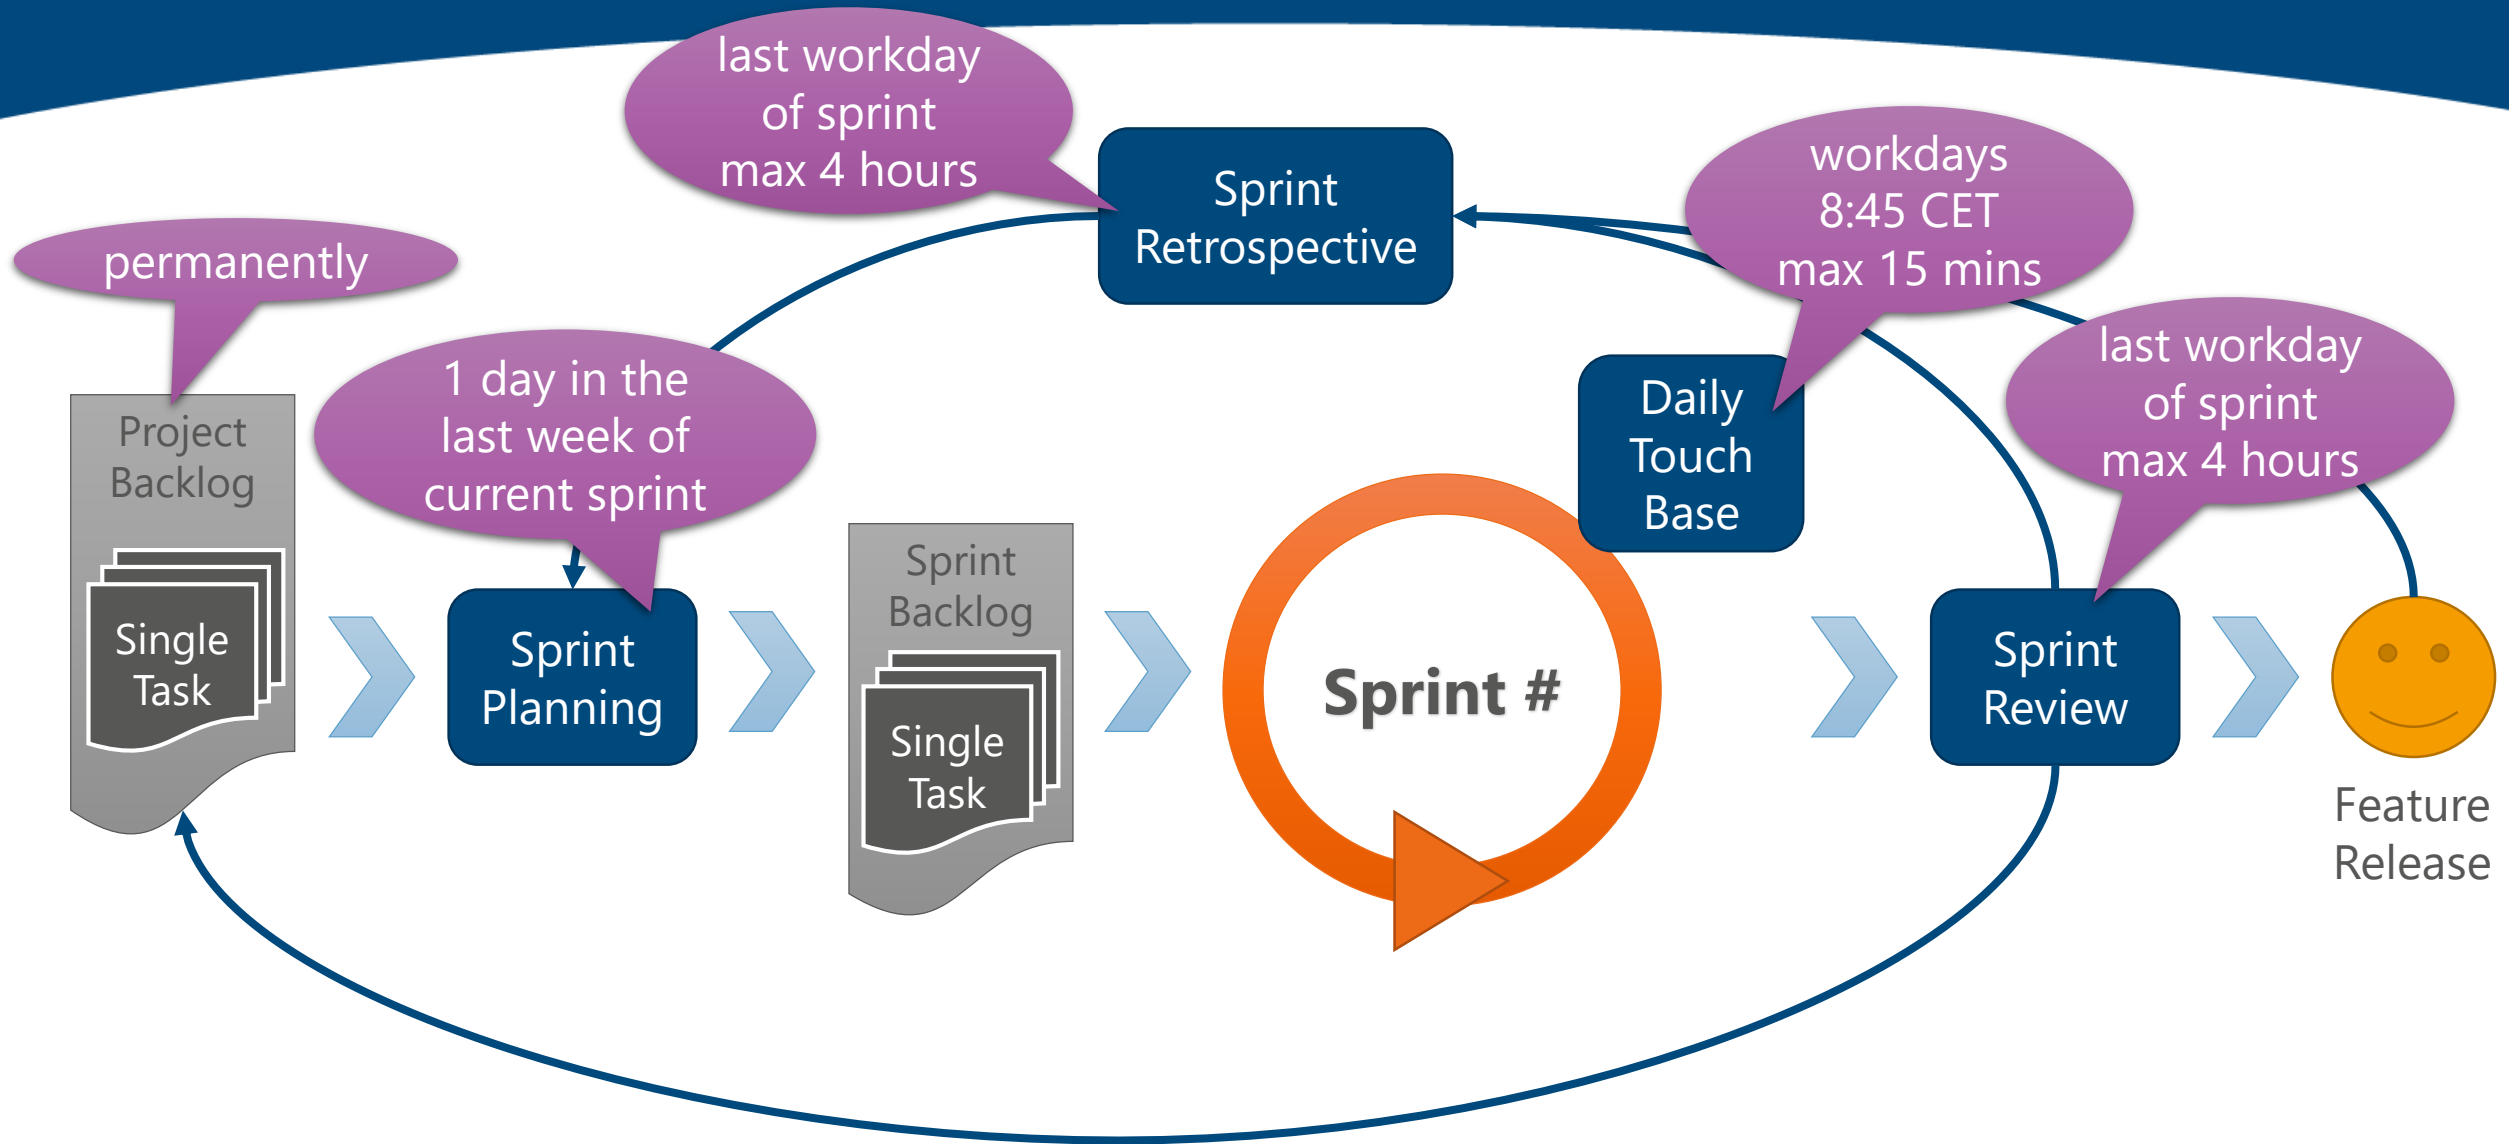 last workday
of sprint
max 4 hours
Sprint
Retrospective
workdays
8:45 CET
max 15 mins
permanently
1 day in the
last week of
current sprint
last workday
of sprint
max 4 hours
Daily
Touch
Base
Project
Backlog
Single
Task
Sprint
Planning
Sprint
Backlog
Single
Task
Sprint #
Sprint
Review
Feature
Release